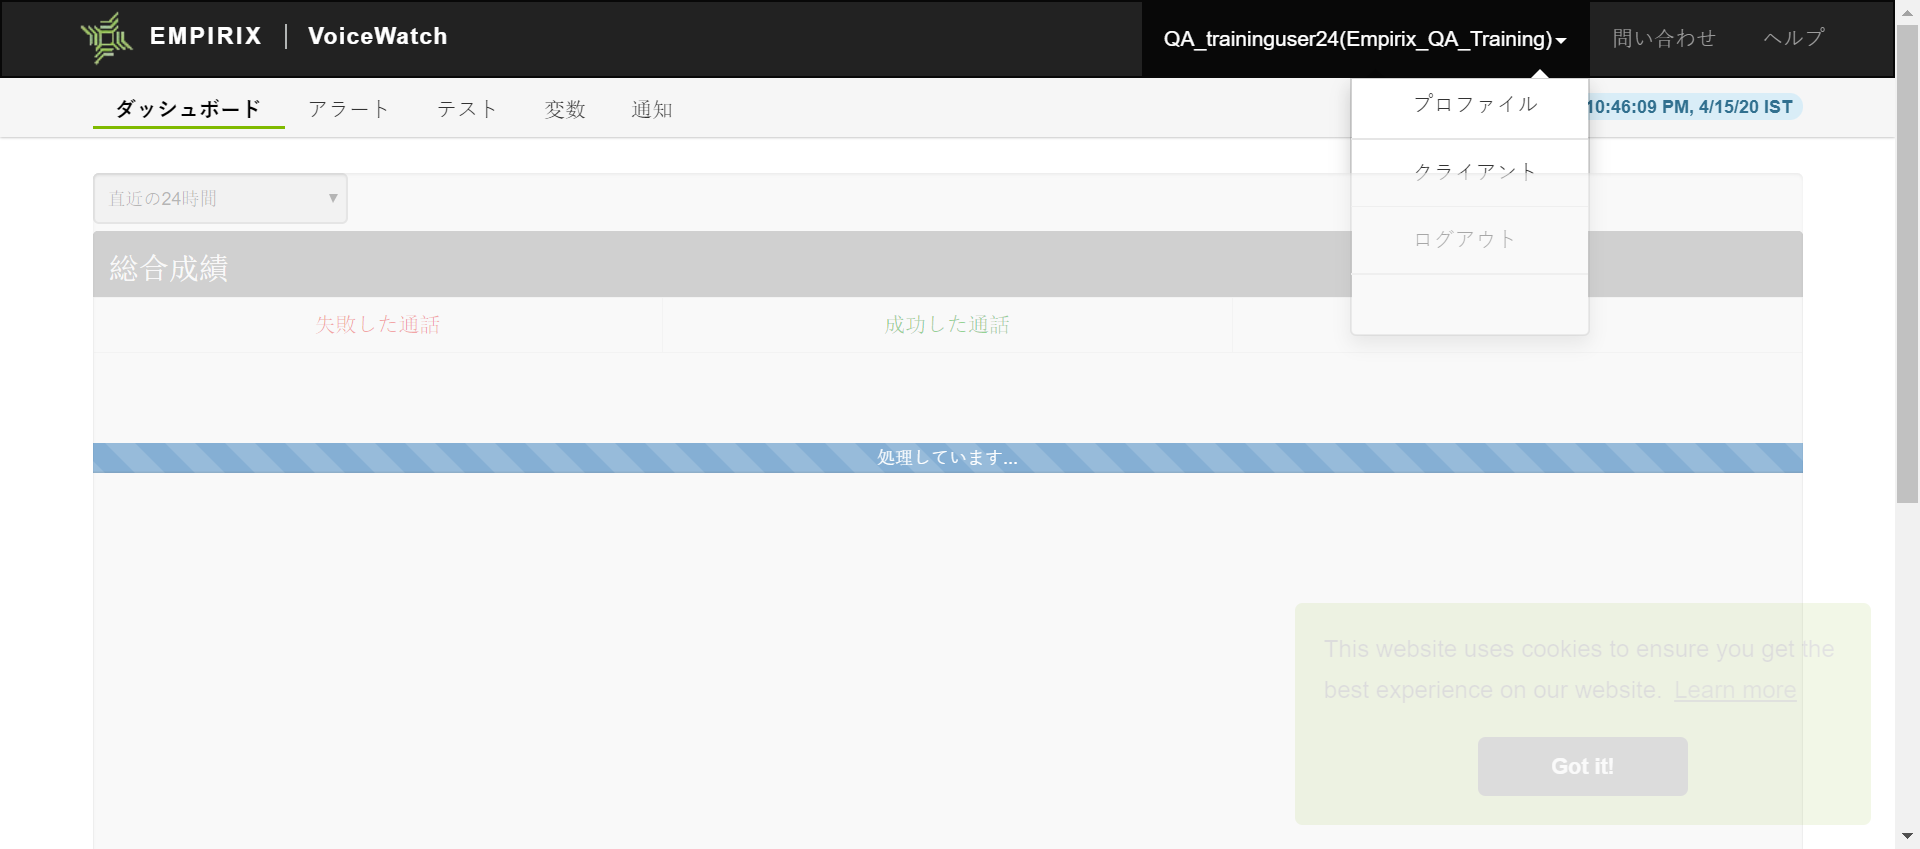 EMPIRIX | VoiceWatch
QA_traininguser24(Empirix_QA_Training)
問い合わせ
ヘルプ
ダッシュボード
アラート
テスト
変数
通知
10:46:09 PM, 4/15/20 IST
プロファイル
クライアント
ログアウト
直近の24時間
総合成績
失敗した通話
成功した通話
処理しています...
This website uses cookies to ensure you get the
best experience on our website. Learn more
Got it!